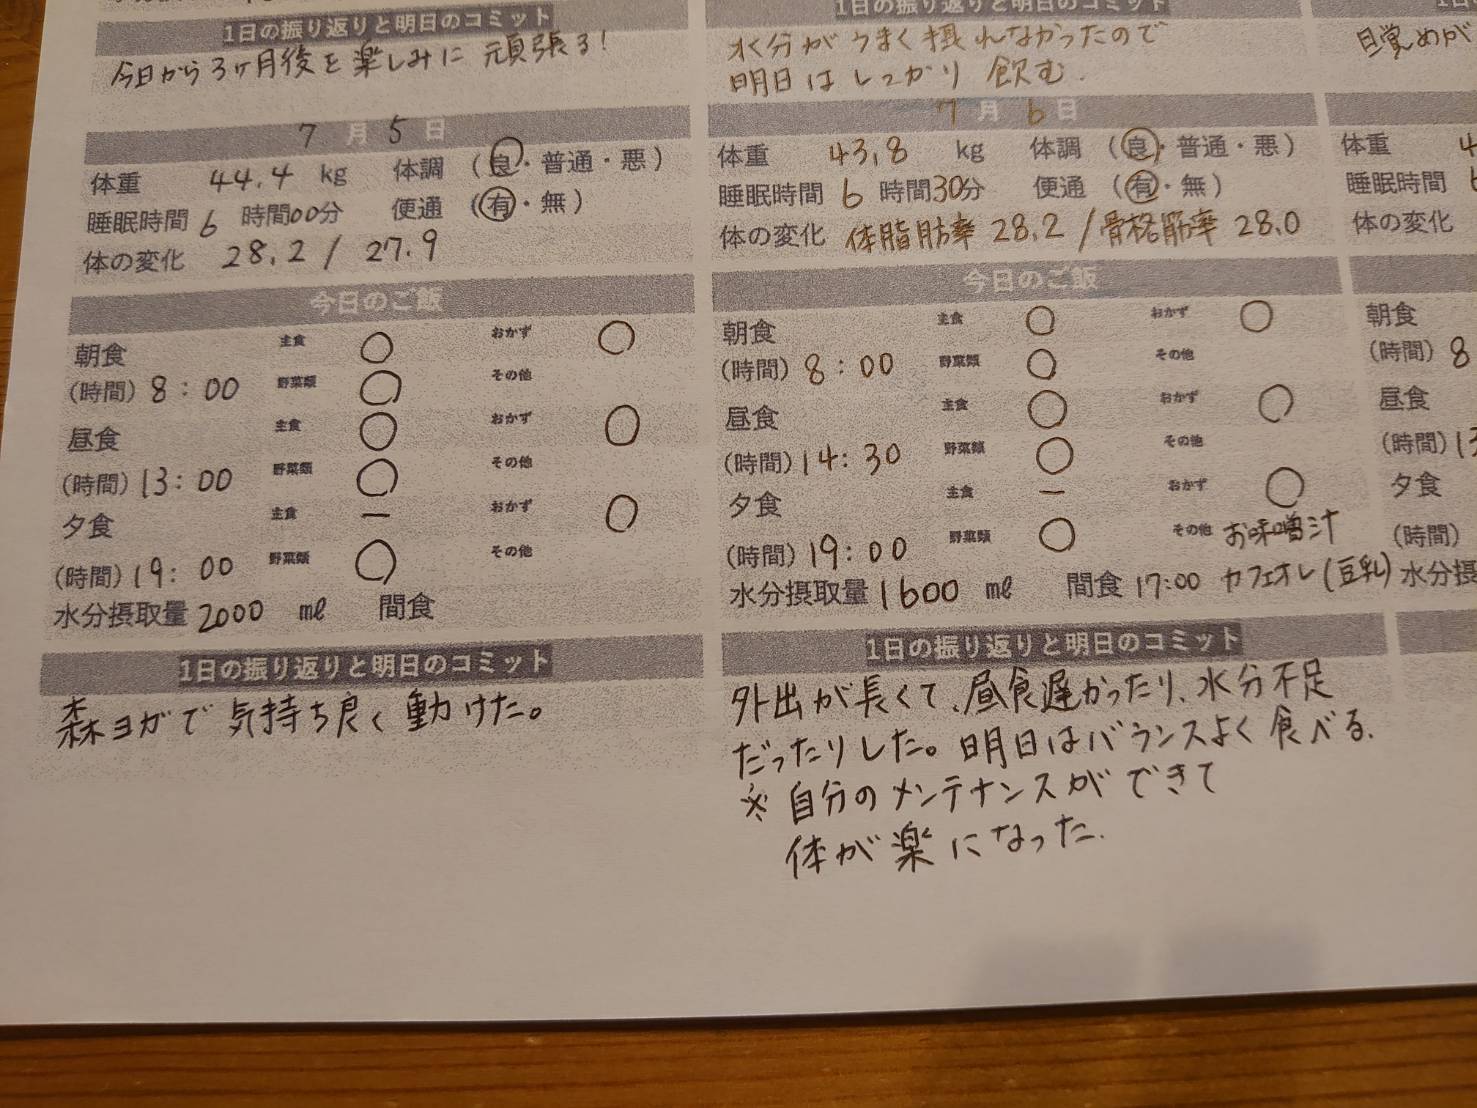 1日の振り返りと明日のコミット
今日から3ヶ月後を楽しみに頑張る!
7月5日
体重 44.4 kg 体調 (良・普通・悪)
睡眠時間 6 時間00分 便通 (有・無)
体の変化 28.2 / 27.9
今日のご飯
朝食 主食 ○ おかず ○
(時間) 8:00 野菜類 ○ その他
昼食 主食 ○ おかず ○
(時間) 13:00 野菜類 ○ その他
夕食 主食 ー おかず ○
(時間) 19:00 野菜類 ○ その他
水分摂取量 2000 ㎖ 間食
1日の振り返りと明日のコミット
森ヨガで気持ち良く動けた。
1日の振り返りと明日のコミット
水分がうまく摂れなかったので
明日はしっかり飲む.
7月6日
体重 43,8 kg 体調 (良・普通・悪)
睡眠時間 6 時間30分 便通 (有・無)
体の変化 体脂肪率 28,2 / 骨格筋率 28.0
今日のご飯
朝食 主食 ○ おかず ○
(時間) 8:00 野菜類 ○ その他
昼食 主食 ○ おかず ○
(時間) 14:30 野菜類 ○ その他
夕食 主食 ー おかず ○
(時間) 19:00 野菜類 ○ その他 お味噌汁
水分摂取量 1600 ㎖ 間食 17:00 カフェオレ(豆乳)
1日の振り返りと明日のコミット
外出が長くて、昼食遅かったり、水分不足
だったりした。明日はバランスよく食べる.
※自分のメンテナンスができて
体が楽になった.
目覚めが
体重
睡眠時間
体の変化
朝食
(時間) 8
昼食
(時間) 13
夕食
(時間)
水分摂